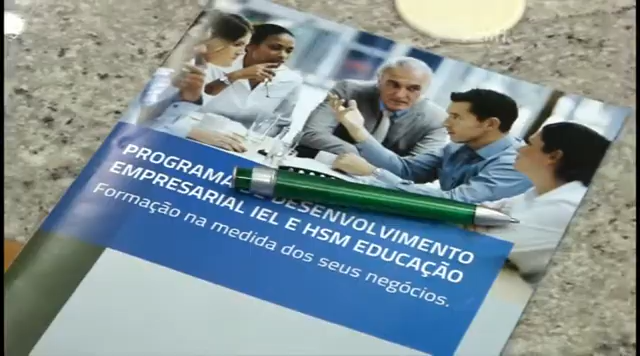 PROGRAMA DESENVOLVIMENTO
EMPRESARIAL IEL E HSM EDUCAÇÃO
Formação na medida dos seus negócios.